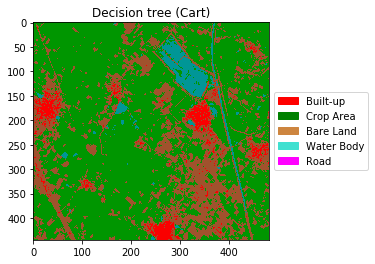 Decision tree (Cart)
0
50
100
150
200
250
300
350
400
0 100 200 300 400
Built-up
Crop Area
Bare Land
Water Body
Road